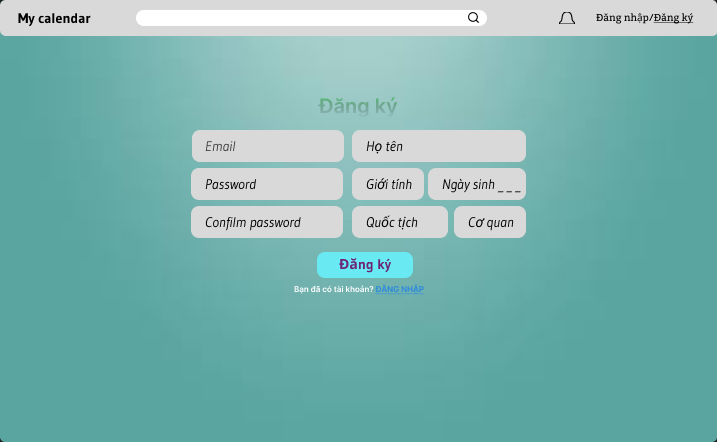 My calendar
Đăng nhập/Đăng ký
Đăng ký
Email
Họ tên
Password
Giới tính
Ngày sinh _ _ _
Confilm password
Quốc tịch
Cơ quan
Đăng ký
Bạn đã có tài khoản? ĐĂNG NHẬP